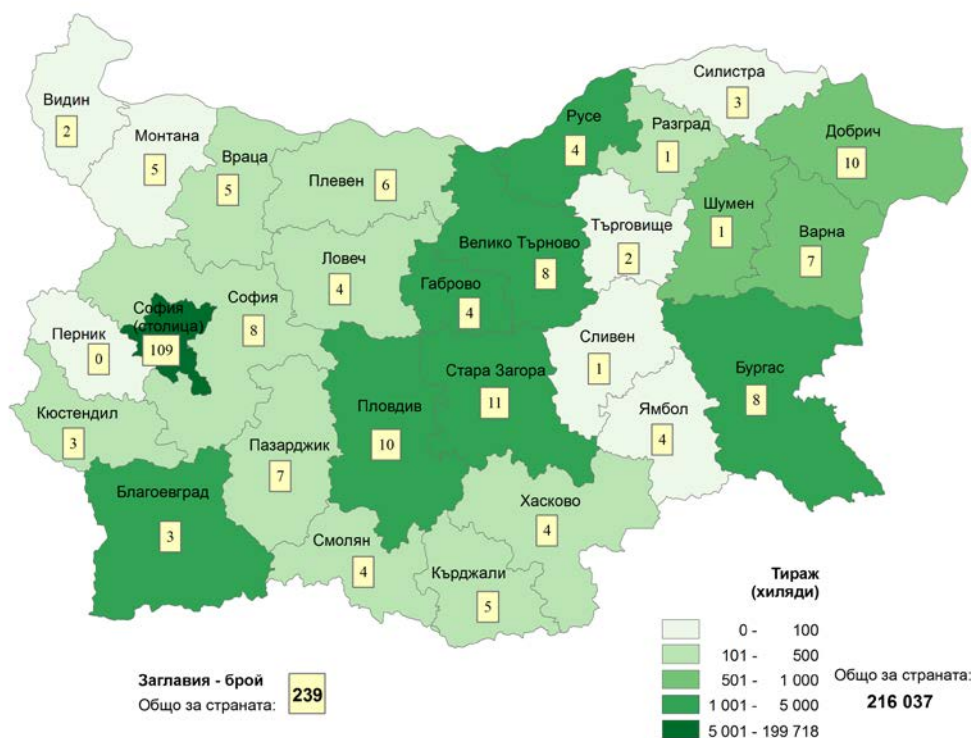 Силистра
3
Видин
2
Русе
4
Разград
1
Добрич
10
Монтана
5
Враца
5
Плевен
6
Шумен
1
Търговище
2
Варна
7
Велико Търново
8
Ловеч
4
Габрово
4
София
8
София
(столица)
109
Перник
0
Сливен
1
Стара Загора
11
Бургас
8
Пловдив
10
Ямбол
4
Кюстендил
3
Пазарджик
7
Благоевград
3
Хасково
4
Смолян
4
Кърджали
5
Тираж
(хиляди)
0 - 100
101 - 500
501 - 1 000
1 001 - 5 000
5 001 - 199 718
Общо за страната:
216 037
Заглавия - брой
Общо за страната:
239